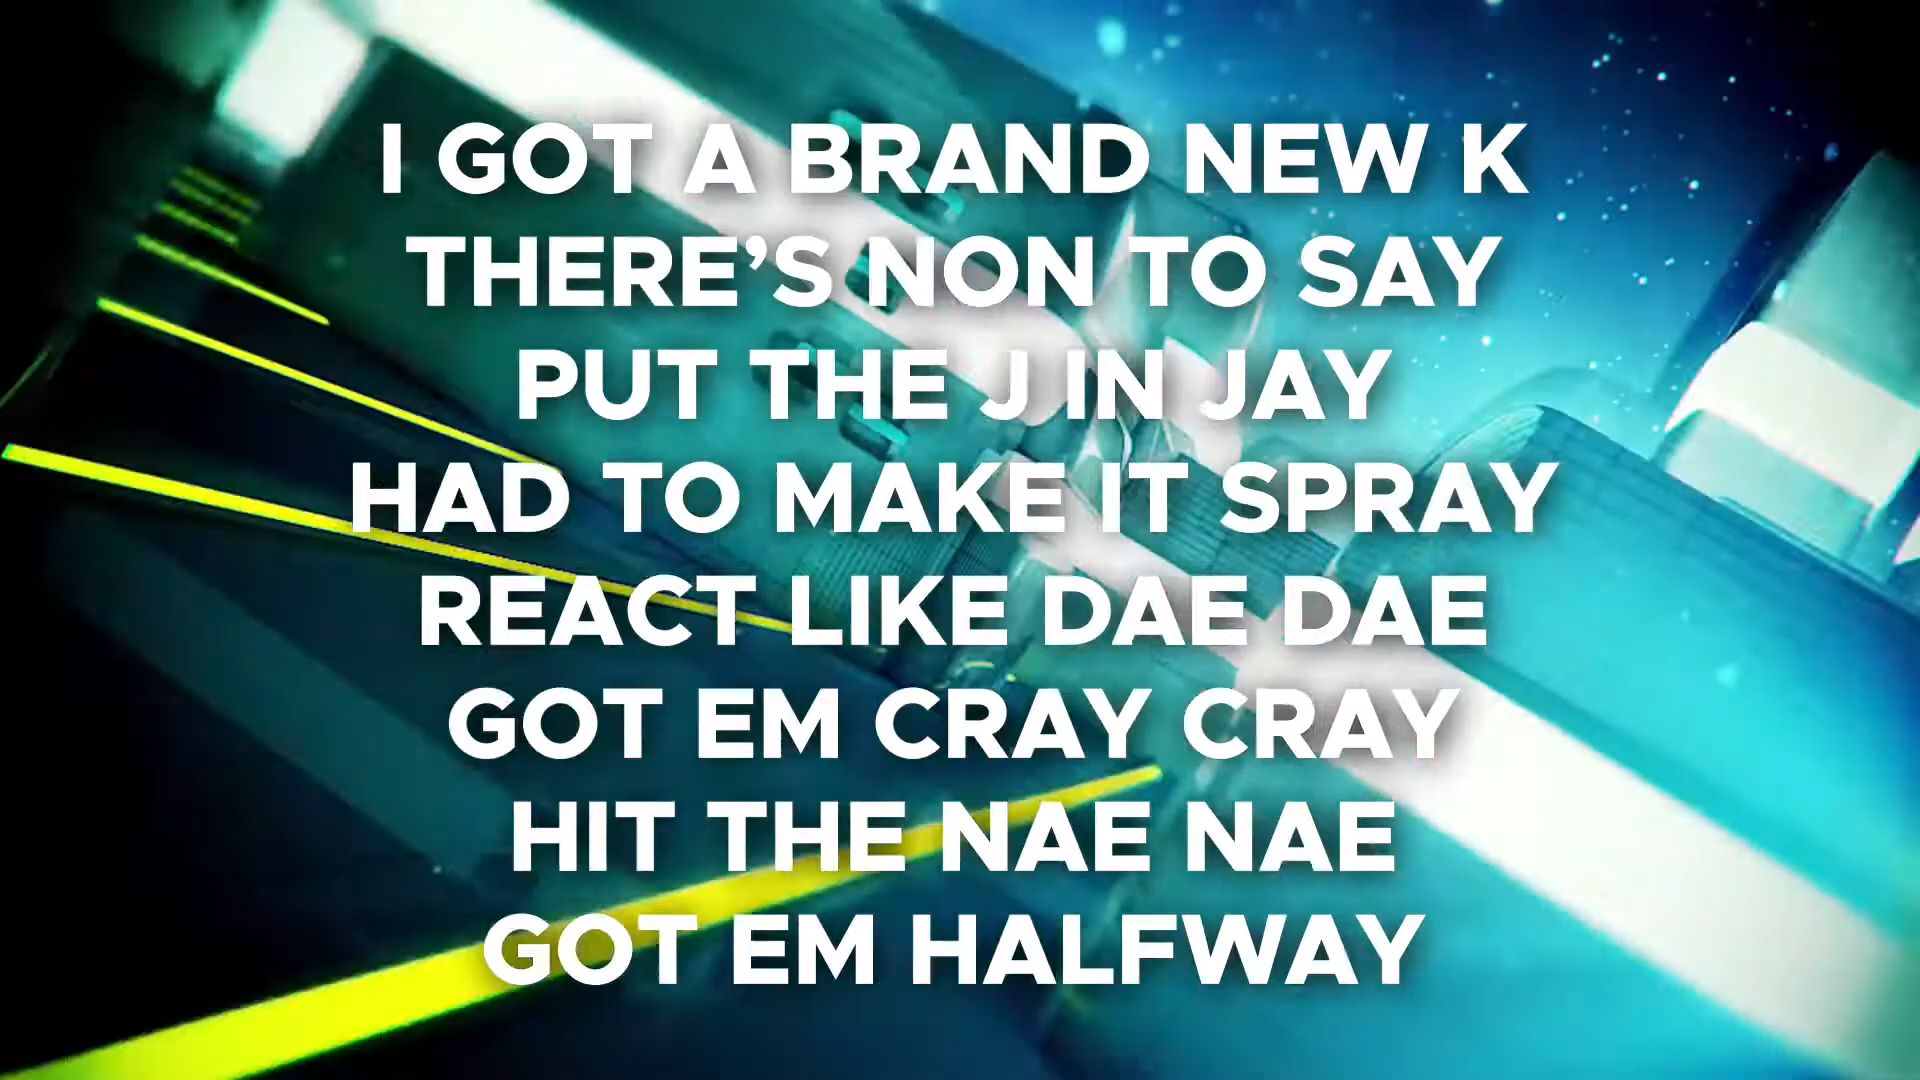 I GOT A BRAND NEW K
THERE’S NON TO SAY
PUT THE J IN JAY
HAD TO MAKE IT SPRAY
REACT LIKE DAE DAE
GOT EM CRAY CRAY
HIT THE NAE NAE
GOT EM HALFWAY